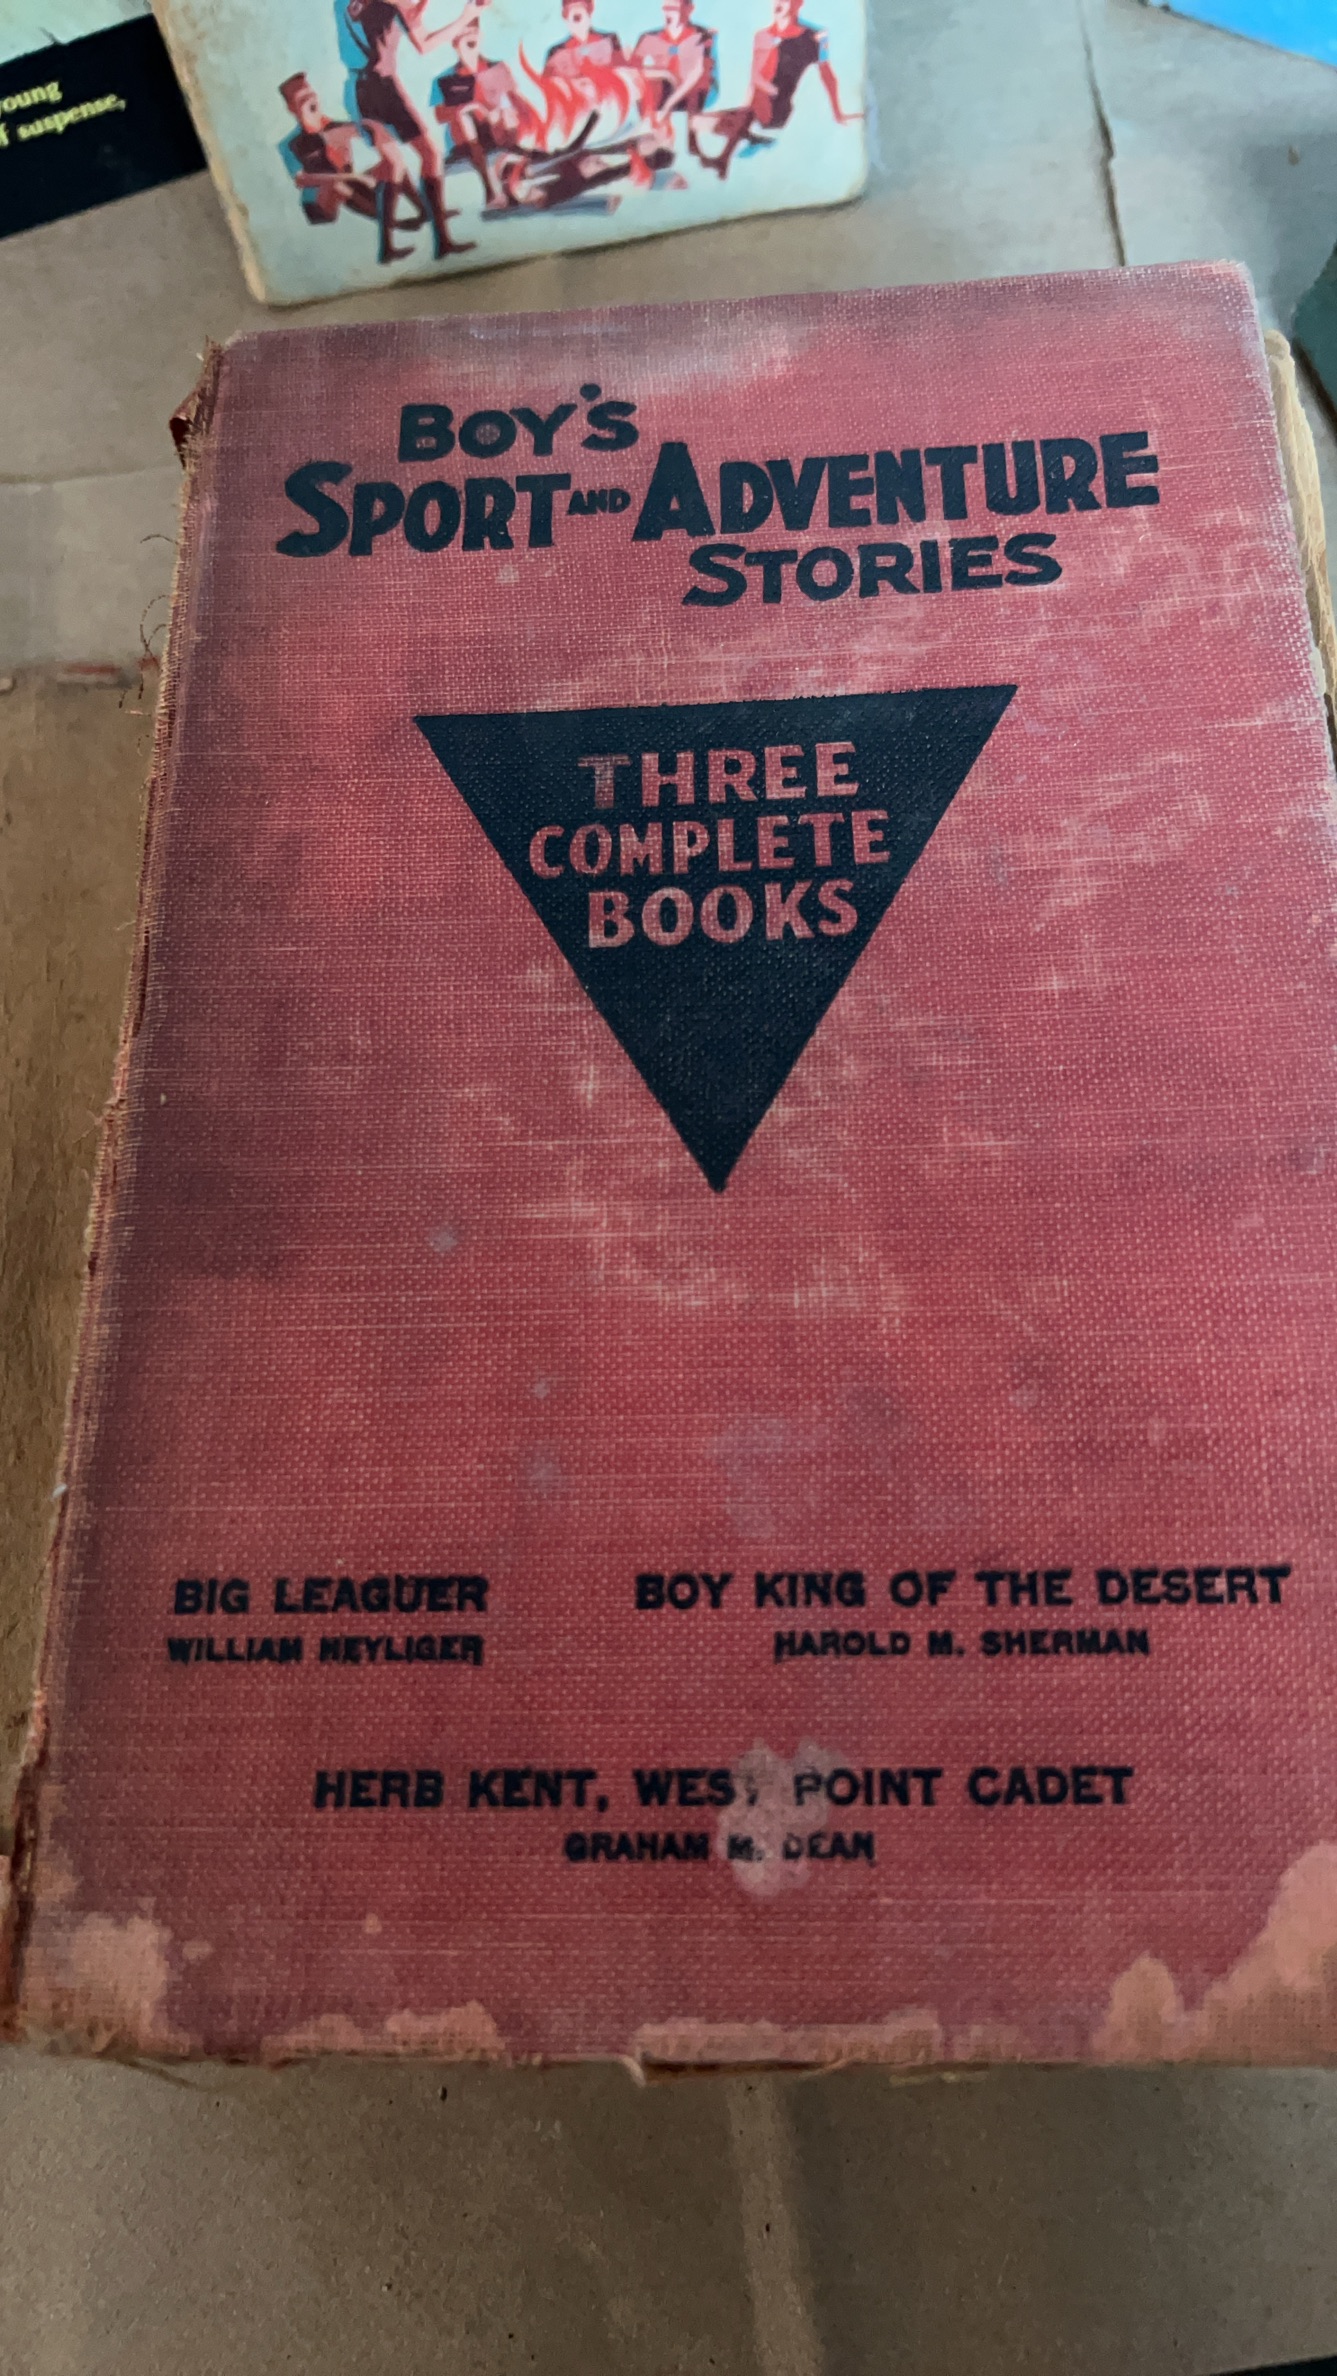 young
of suspense,
BOY'S
SPORT AND ADVENTURE
STORIES
THREE
COMPLETE
BOOKS
BIG LEAGUER
WILLIAM HEYLIGER
BOY KING OF THE DESERT
HAROLD M. SHERMAN
HERB KENT, WEST POINT CADET
GRAHAM M. DEAN